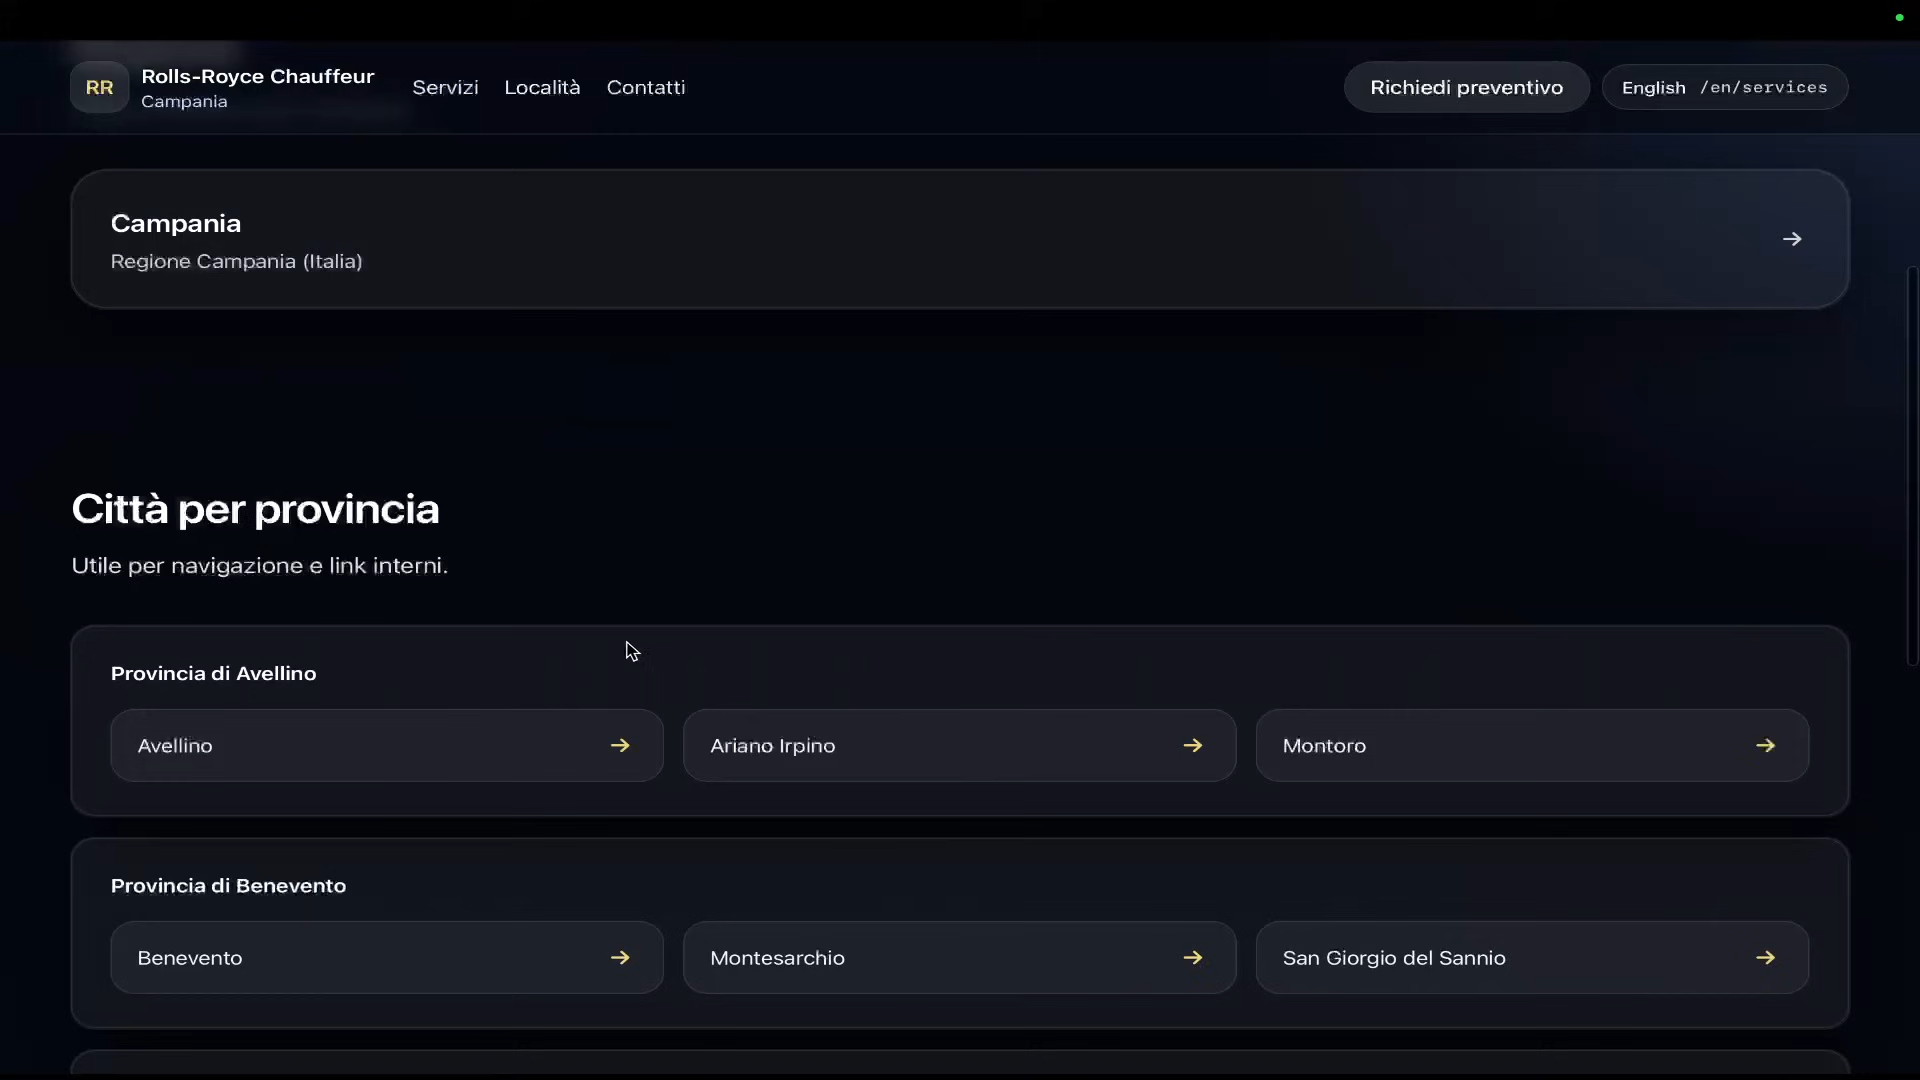 RR
Rolls-Royce Chauffeur
Campania
Servizi
Località
Contatti
Richiedi preventivo
English /en/services
Campania
Regione Campania (Italia)
Città per provincia
Utile per navigazione e link interni.
Provincia di Avellino
Avellino →
Ariano Irpino →
Montoro →
Provincia di Benevento
Benevento →
Montesarchio →
San Giorgio del Sannio →